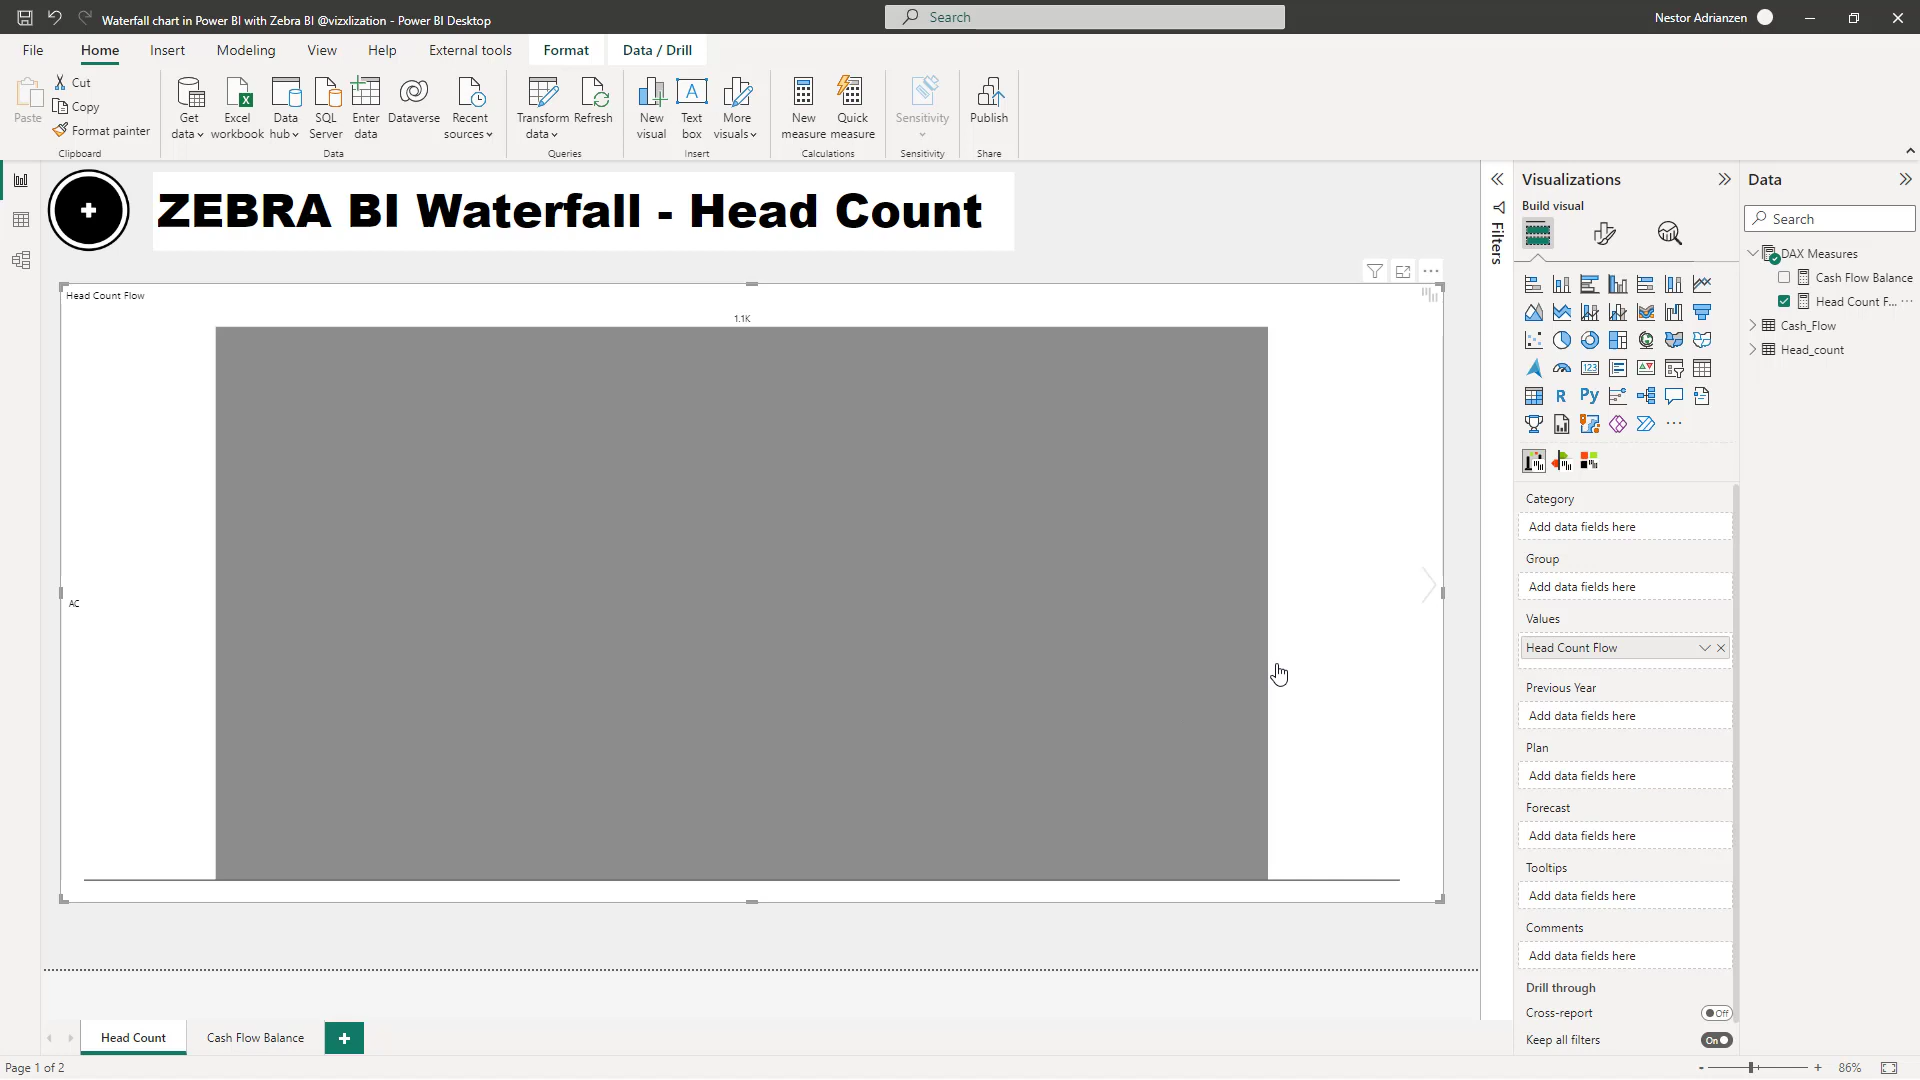 Waterfall chart in Power BI with Zebra BI @vizxlization - Power BI Desktop
Search
Nestor Adrianzen
File
Home
Insert
Modeling
View
Help
External tools
Format
Data / Drill
Paste
Cut
Copy
Format painter
Clipboard
Get data
Excel workbook
Data hub
SQL Server
Enter data
Dataverse
Recent sources
Data
Transform data
Refresh
Queries
New visual
Text box
More visuals
Insert
New measure
Quick measure
Calculations
Sensitivity
Sensitivity
Publish
Share
ZEBRA BI Waterfall - Head Count
Head Count Flow
1.1K
AC
Filters
Visualizations
Build visual
R
Py
123
Category
Add data fields here
Group
Add data fields here
Values
Head Count Flow
Previous Year
Add data fields here
Plan
Add data fields here
Forecast
Add data fields here
Tooltips
Add data fields here
Comments
Add data fields here
Drill through
Cross-report
Off
Keep all filters
On
Data
Search
DAX Measures
Cash Flow Balance
Head Count F...
Cash_Flow
Head_count
Head Count
Cash Flow Balance
Page 1 of 2
86%